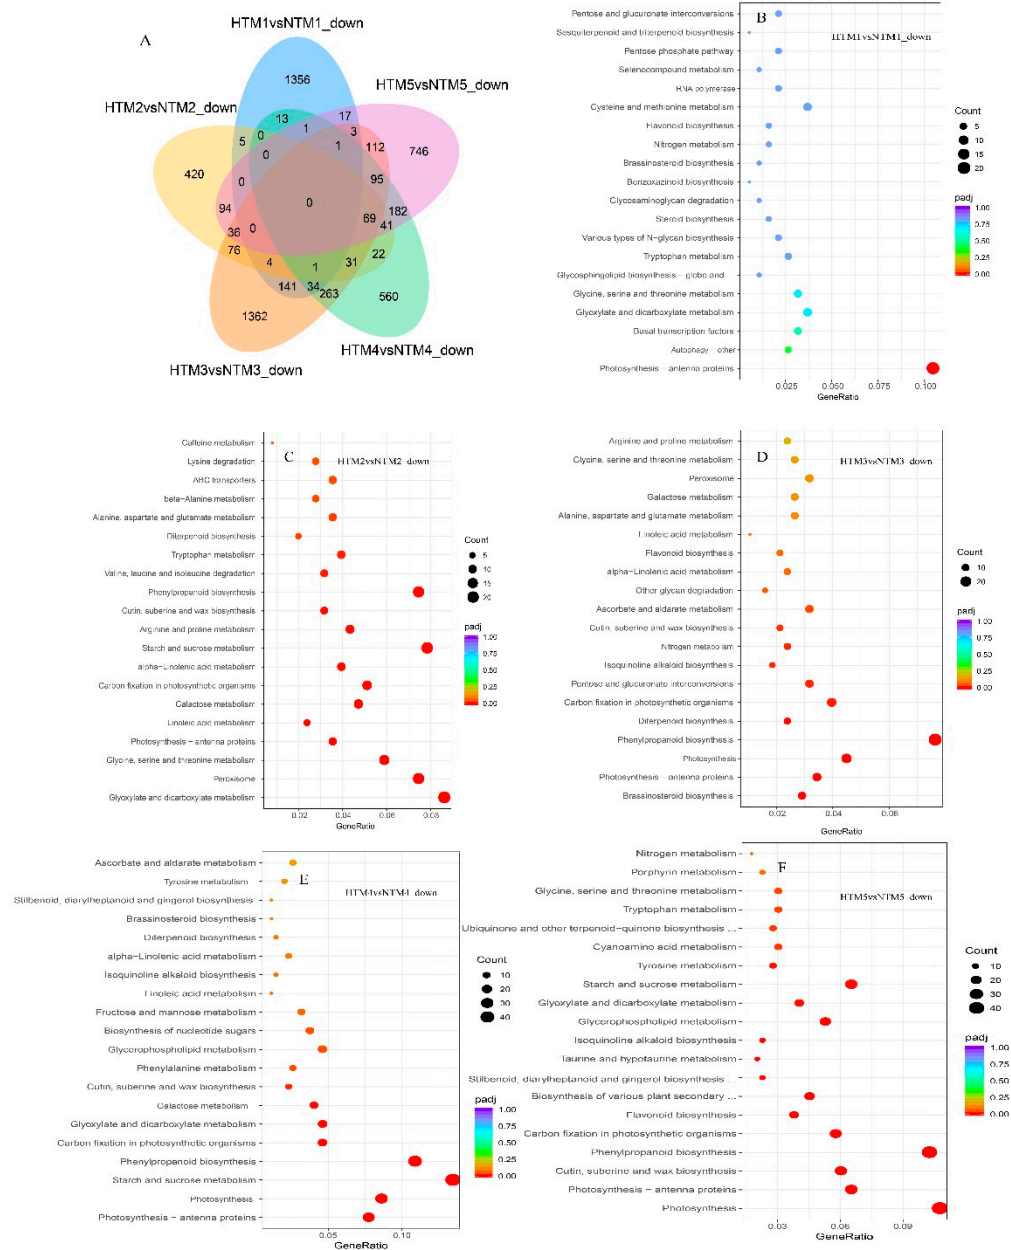 A
HTM1vsNTM1_down
HTM5vsNTM5_down
HTM2vsNTM2_down
HTM4vsNTM4_down
HTM3vsNTM3_down
1356
13
1
17
3
1
112
746
0
5
0
420
0
95
94
0
69
182
41
36
0
76
4
1
31
22
141
34
263
560
1362
B
HTM1vsNTM1_down
Pentose and glucuronate interconversions
Sesquiterpenoid and triterpenoid biosynthesis
Pentose phosphate pathway
Selenocompound metabolism
RNA polymerase
Cysteine and methionine metabolism
Flavonoid biosynthesis
Nitrogen metabolism
Brassinosteroid biosynthesis
Benzoxazinoid biosynthesis
Glycosaminoglycan degradation
Steroid biosynthesis
Various types of N-glycan biosynthesis
Tryptophan metabolism
Glycosphingolipid biosynthesis - globo and
Glycine, serine and threonine metabolism
Glyoxylate and dicarboxylate metabolism
Basal transcription factors
Autophagy - other
Photosynthesis - antenna proteins
0.025 0.050 0.075 0.100
GeneRatio
Count
5
10
15
20
padj
1.00
0.75
0.50
0.25
0.00
C
HTM2vsNTM2_down
Caffeine metabolism
Lysine degradation
ABC transporters
beta-Alanine metabolism
Alanine, aspartate and glutamate metabolism
Diterpenoid biosynthesis
Tryptophan metabolism
Valine, leucine and isoleucine degradation
Phenylpropanoid biosynthesis
Cutin, suberine and wax biosynthesis
Arginine and proline metabolism
Starch and sucrose metabolism
alpha-Linolenic acid metabolism
Carbon fixation in photosynthetic organisms
Galactose metabolism
Linoleic acid metabolism
Photosynthesis - antenna proteins
Glycine, serine and threonine metabolism
Peroxisome
Glyoxylate and dicarboxylate metabolism
0.02 0.04 0.06 0.08
GeneRatio
Count
5
10
15
20
padj
1.00
0.75
0.50
0.25
0.00
D
HTM3vsNTM3_down
Arginine and proline metabolism
Glycine, serine and threonine metabolism
Peroxisome
Galactose metabolism
Alanine, aspartate and glutamate metabolism
Linoleic acid metabolism
Flavonoid biosynthesis
alpha-Linolenic acid metabolism
Other glycan degradation
Ascorbate and aldarate metabolism
Cutin, suberine and wax biosynthesis
Nitrogen metabolism
Isoquinoline alkaloid biosynthesis
Pentose and glucuronate interconversions
Carbon fixation in photosynthetic organisms
Diterpenoid biosynthesis
Phenylpropanoid biosynthesis
Photosynthesis
Photosynthesis - antenna proteins
Brassinosteroid biosynthesis
0.02 0.04 0.06
GeneRatio
Count
10
20
padj
1.00
0.75
0.50
0.25
0.00
E
HTM4vsNTM4_down
Ascorbate and aldarate metabolism
Tyrosine metabolism
Stilbenoid, diarylheptanoid and gingerol biosynthesis
Brassinosteroid biosynthesis
Diterpenoid biosynthesis
alpha-Linolenic acid metabolism
Isoquinoline alkaloid biosynthesis
Linoleic acid metabolism
Fructose and mannose metabolism
Biosynthesis of nucleotide sugars
Glycerophospholipid metabolism
Phenylalanine metabolism
Cutin, suberine and wax biosynthesis
Galactose metabolism
Glyoxylate and dicarboxylate metabolism
Carbon fixation in photosynthetic organisms
Phenylpropanoid biosynthesis
Starch and sucrose metabolism
Photosynthesis
Photosynthesis - antenna proteins
0.05 0.10
GeneRatio
Count
10
20
30
40
padj
1.00
0.75
0.50
0.25
0.00
F
HTM5vsNTM5_down
Nitrogen metabolism
Porphyrin metabolism
Glycine, serine and threonine metabolism
Tryptophan metabolism
Ubiquinone and other terpenoid-quinone biosynthesis ...
Cyanoamino acid metabolism
Tyrosine metabolism
Starch and sucrose metabolism
Glyoxylate and dicarboxylate metabolism
Glycerophospholipid metabolism
Isoquinoline alkaloid biosynthesis
Taurine and hypotaurine metabolism
Stilbenoid, diarylheptanoid and gingerol biosynthesis ...
Biosynthesis of various plant secondary ...
Flavonoid biosynthesis
Carbon fixation in photosynthetic organisms
Phenylpropanoid biosynthesis
Cutin, suberine and wax biosynthesis
Photosynthesis - antenna proteins
Photosynthesis
0.03 0.06 0.09
GeneRatio
Count
10
20
30
40
padj
1.00
0.75
0.50
0.25
0.00